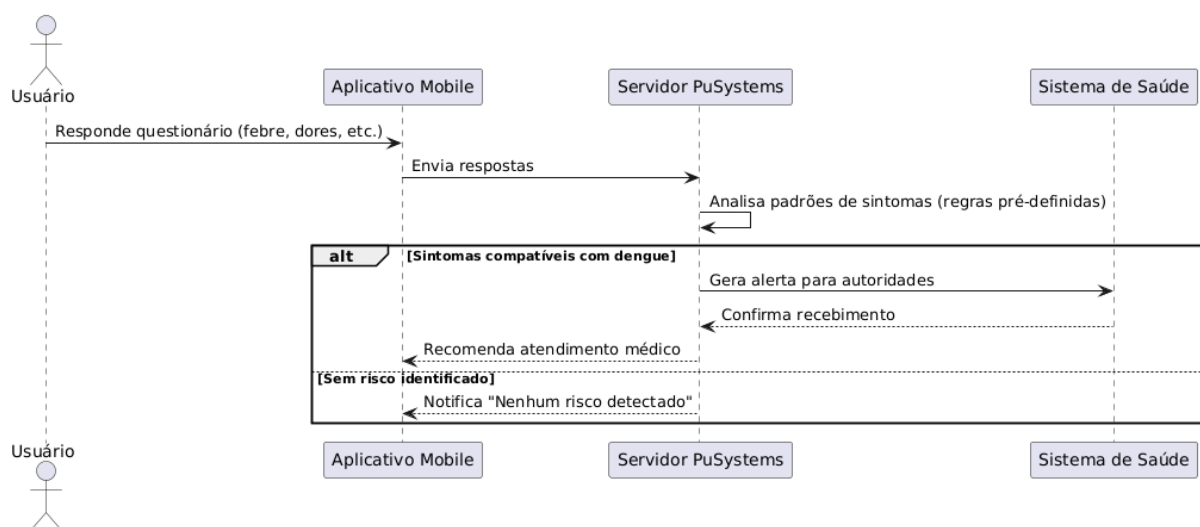 Usuário
Aplicativo Mobile
Servidor PuSystems
Sistema de Saúde
Responde questionário (febre, dores, etc.)
Envia respostas
Analisa padrões de sintomas (regras pré-definidas)
alt
[Sintomas compatíveis com dengue]
Gera alerta para autoridades
Confirma recebimento
Recomenda atendimento médico
[Sem risco identificado]
Notifica "Nenhum risco detectado"
Usuário
Aplicativo Mobile
Servidor PuSystems
Sistema de Saúde